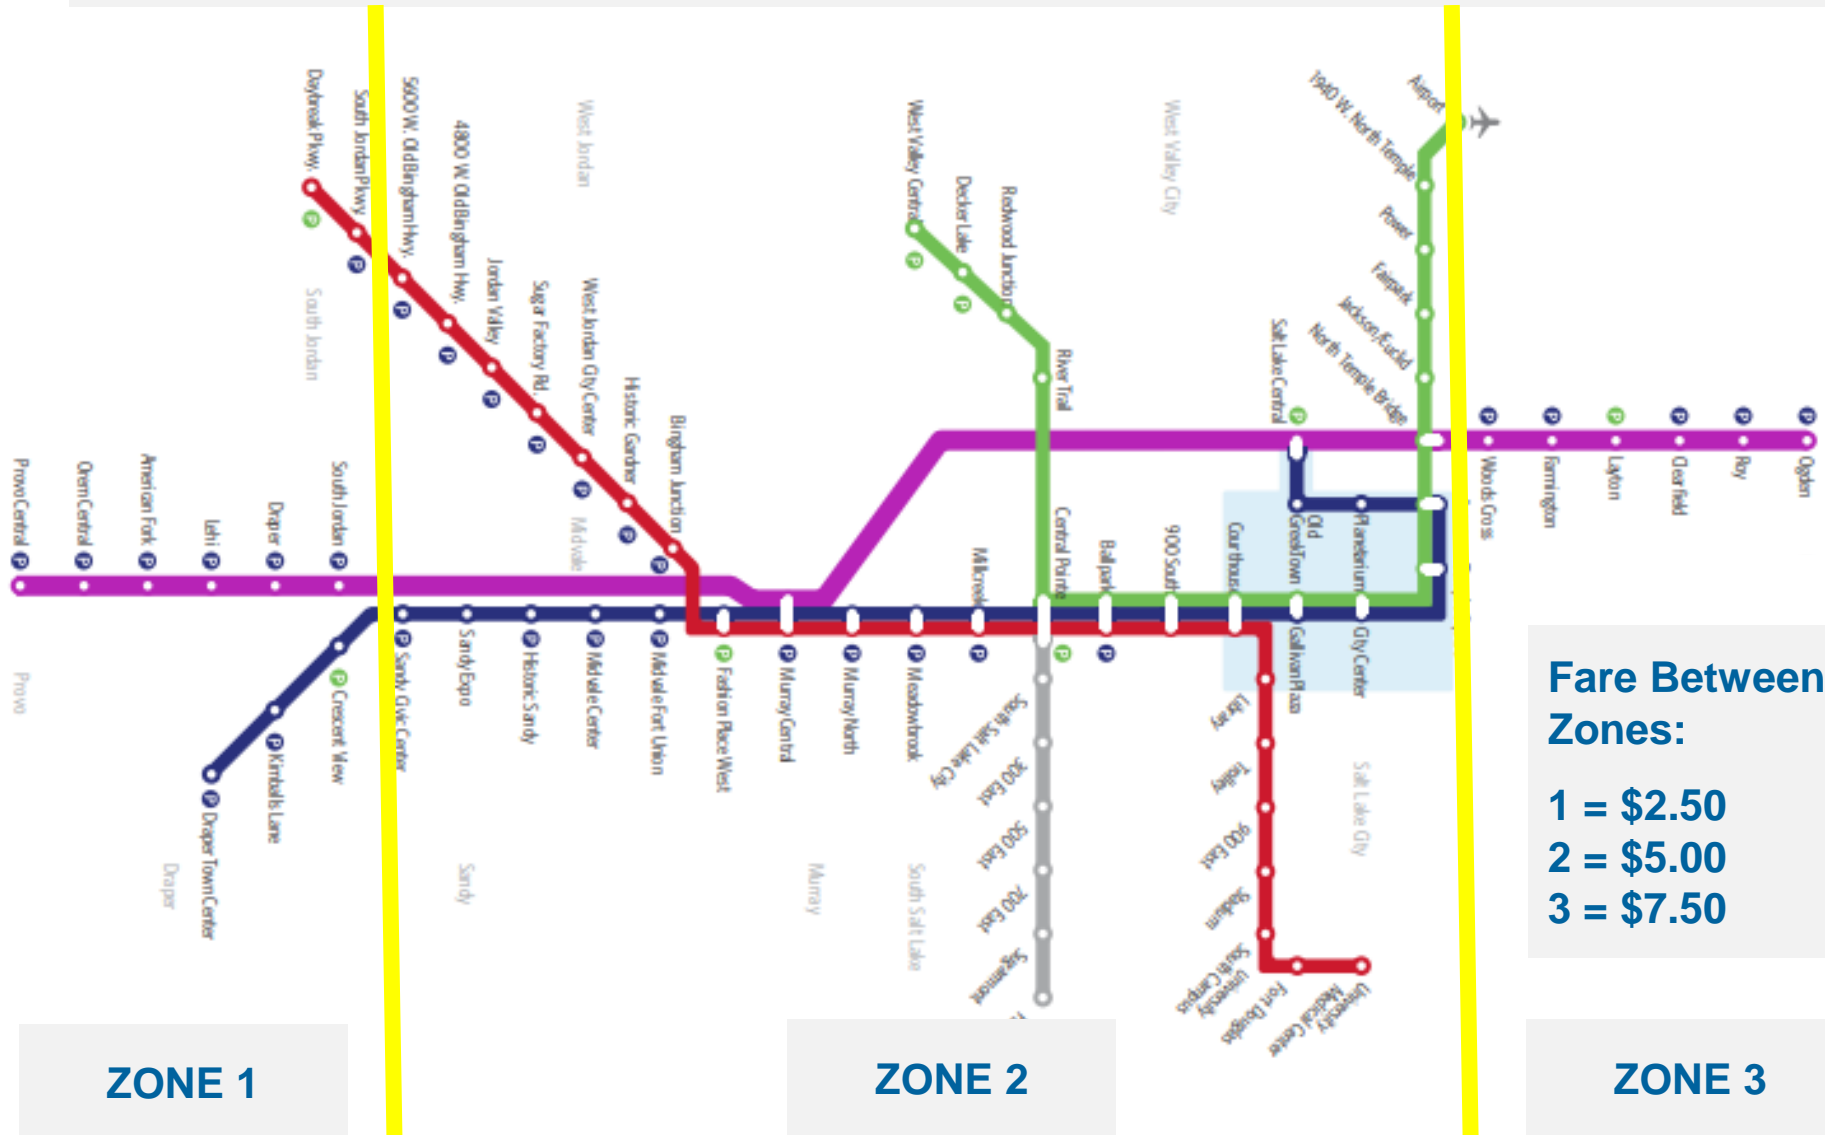 Daybreak Pkwy.
South Jordan Pkwy
5600 W. Old Bingham Hwy.
4800 W. Old Bingham Hwy.
Jordan Valley
Sugar Factory Rd.
West Jordan City Center
Historic Gardner
Bingham Junction
West Jordan
South Jordan
Midvale
West Valley Central
Decker Lake
Redwood Junction
River Trail
West Valley City
Airport
1940 W. North Temple
Power
Fairpark
Jackson/Euclid
North Temple Bridge
Salt Lake Central
Provo Central
Orem Central
American Fork
Lehi
Draper
South Jordan
Woods Cross
Farmington
Layton
Clearfield
Roy
Ogden
Central Pointe
Ballpark
900 South
Courthouse
Old
GreekTown
Planetarium
Millcreek
Gallivan Plaza
City Center
Provo
Draper Town Center
Kimballs Lane
Crescent View
Sandy Civic Center
Sandy Expo
Historic Sandy
Midvale Center
Midvale Fort Union
Fashion Place West
Murray Central
Murray North
Meadowbrook
South Salt Lake City
300 East
500 East
700 East
Sugarmont
Library
Trolley
900 East
Stadium
University
South Campus
Fort Douglas
University
Medical Center
Draper
Sandy
Murray
South Salt Lake
Salt Lake City
Fare Between
Zones:
1 = $2.50
2 = $5.00
3 = $7.50
ZONE 1
ZONE 2
ZONE 3